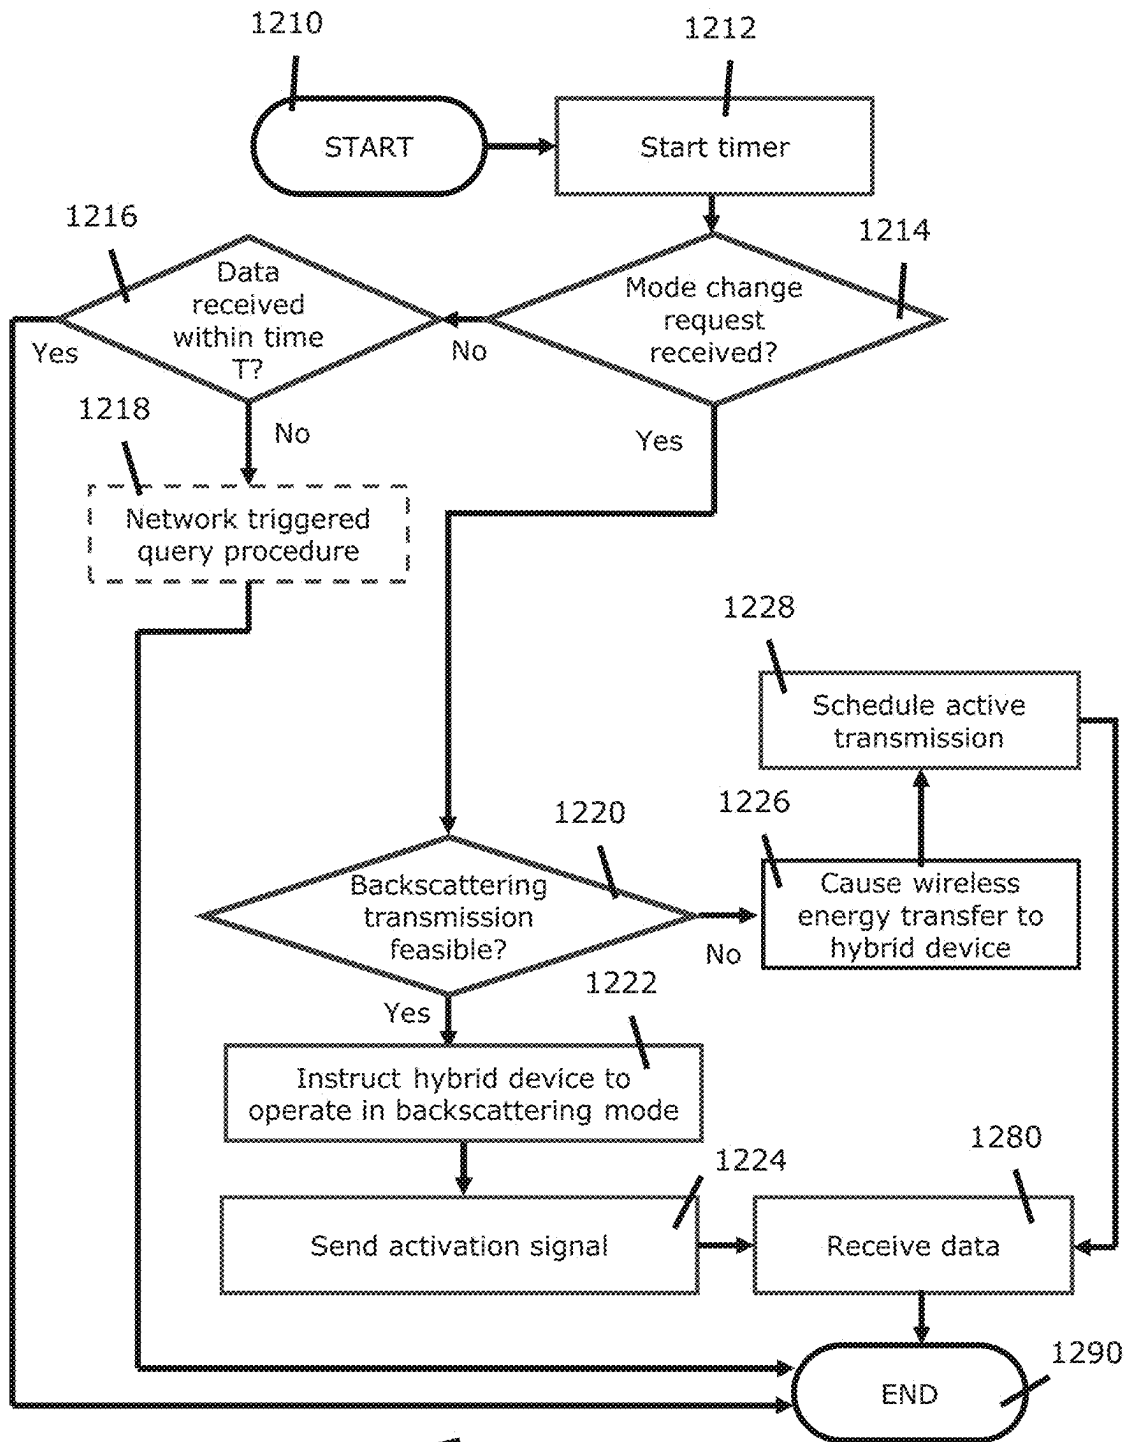 1210
1212
START
Start timer
1216
1214
Data
received
within time
T?
Mode change
request
received?
Yes
No
1218
No
Yes
Network triggered
query procedure
1228
Schedule active
transmission
1226
1220
Backscattering
transmission
feasible?
Cause wireless
energy transfer to
hybrid device
No
1222
Yes
Instruct hybrid device to
operate in backscattering mode
1224
1280
Send activation signal
Receive data
1290
END